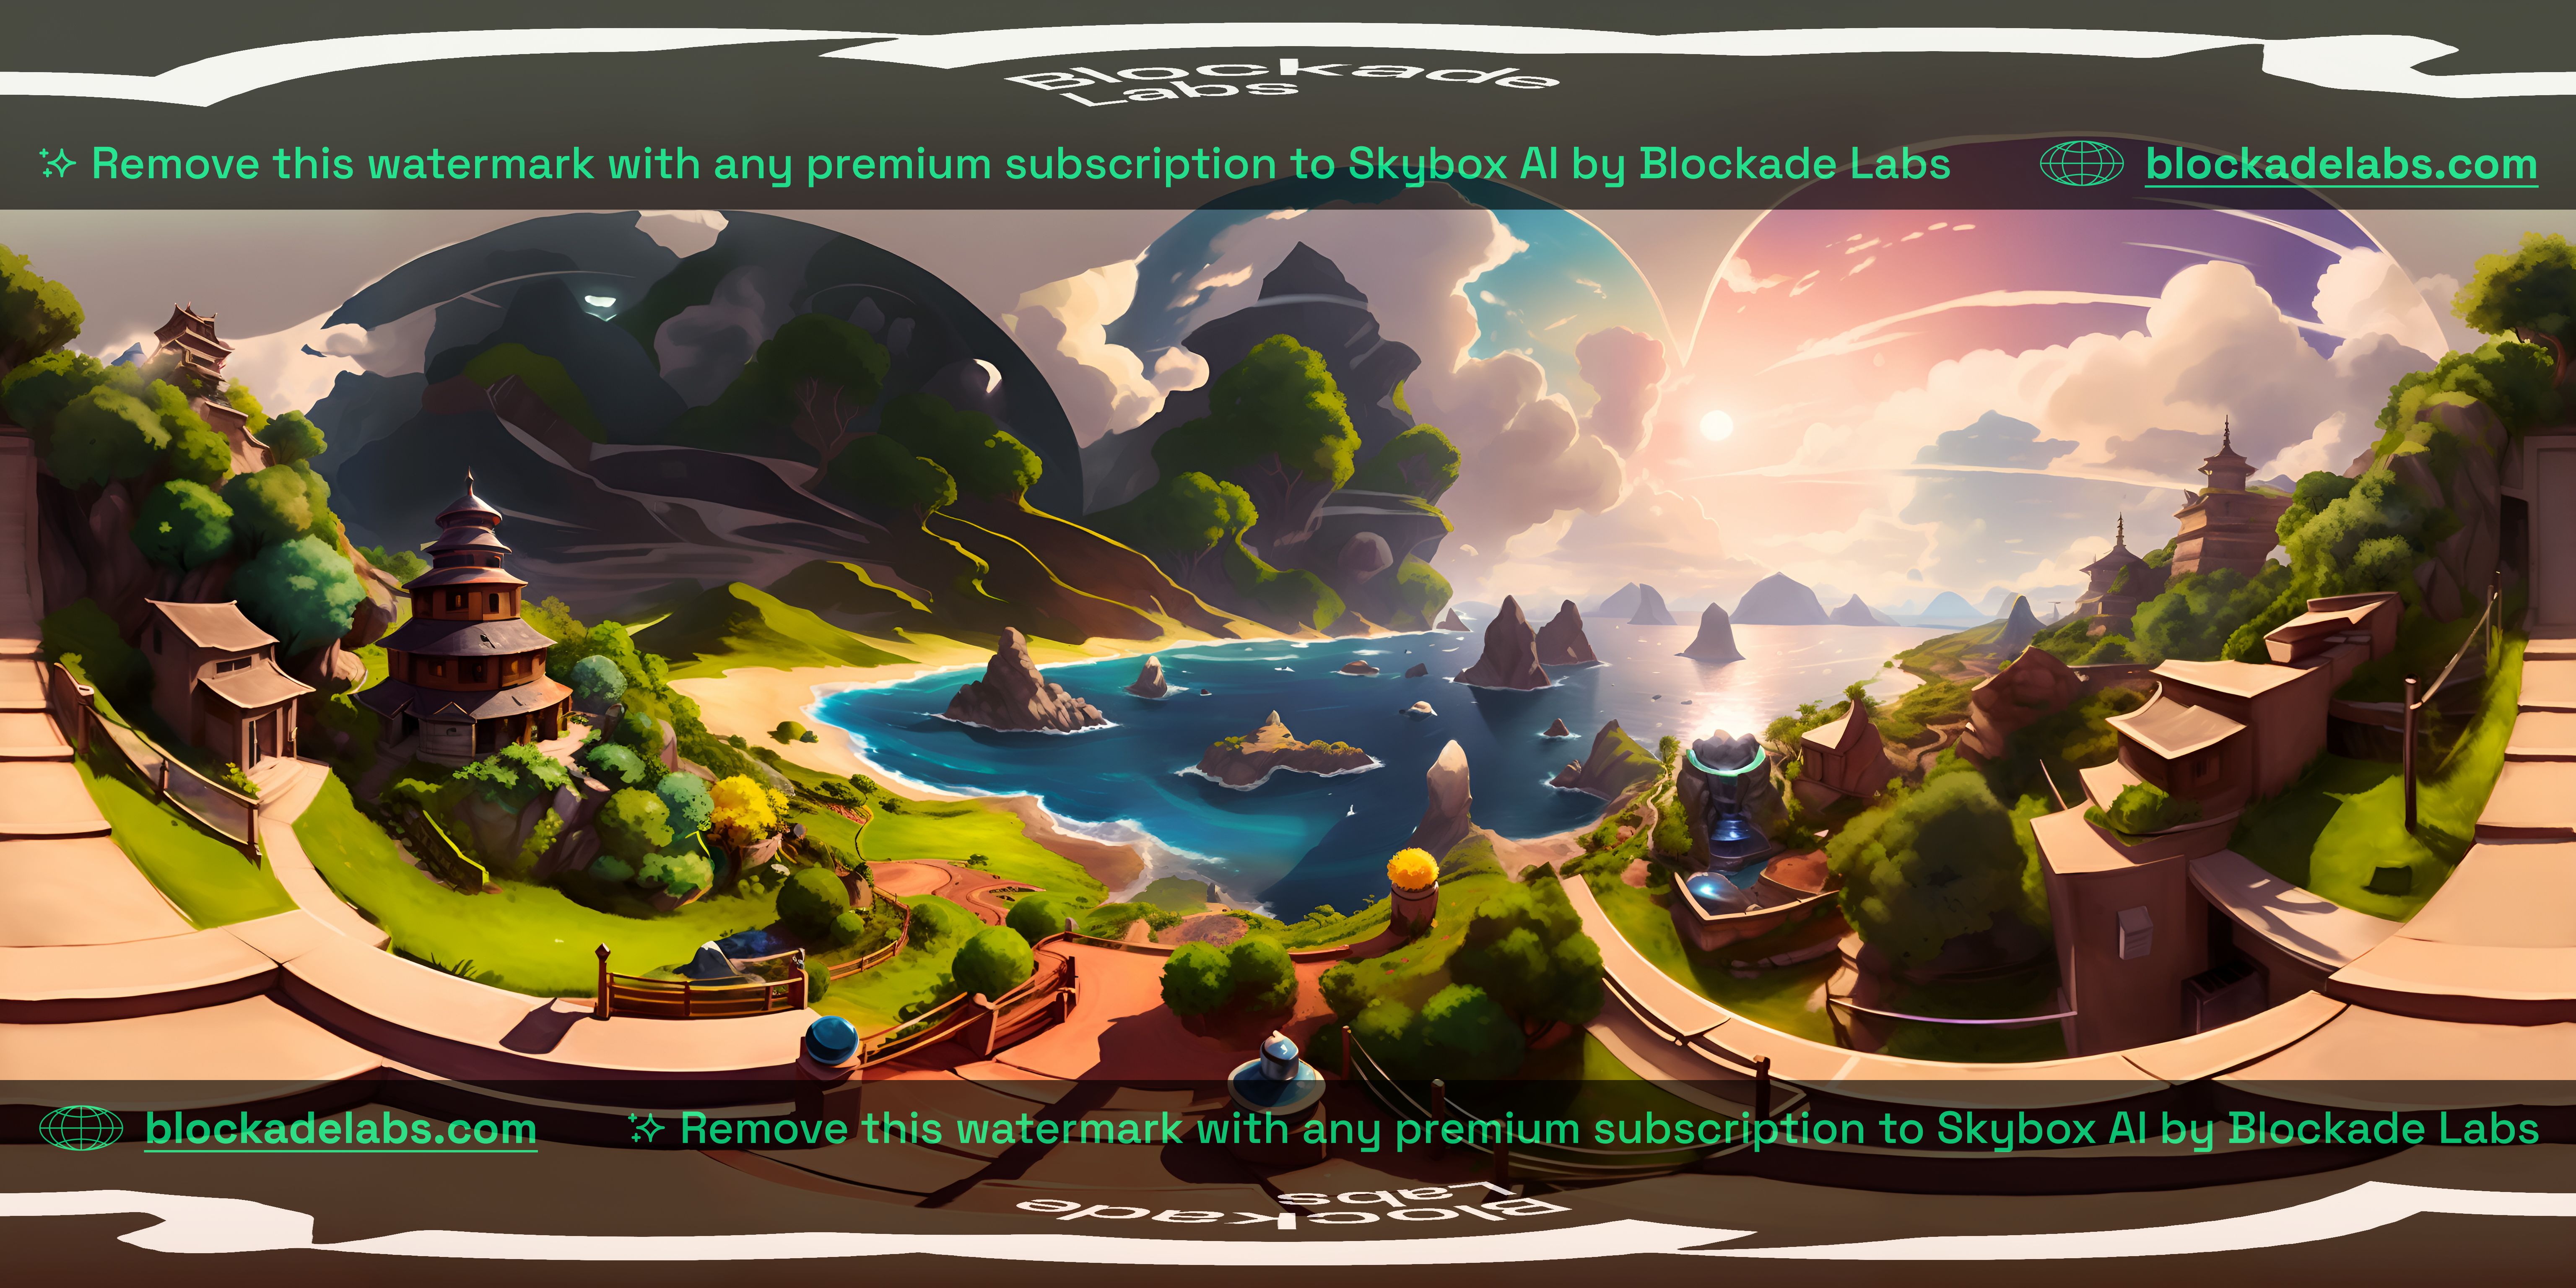 Blockade
Labs
Remove this watermark with any premium subscription to Skybox AI by Blockade Labs
blockadelabs.com
blockadelabs.com
Remove this watermark with any premium subscription to Skybox AI by Blockade Labs
Labs
Blockade